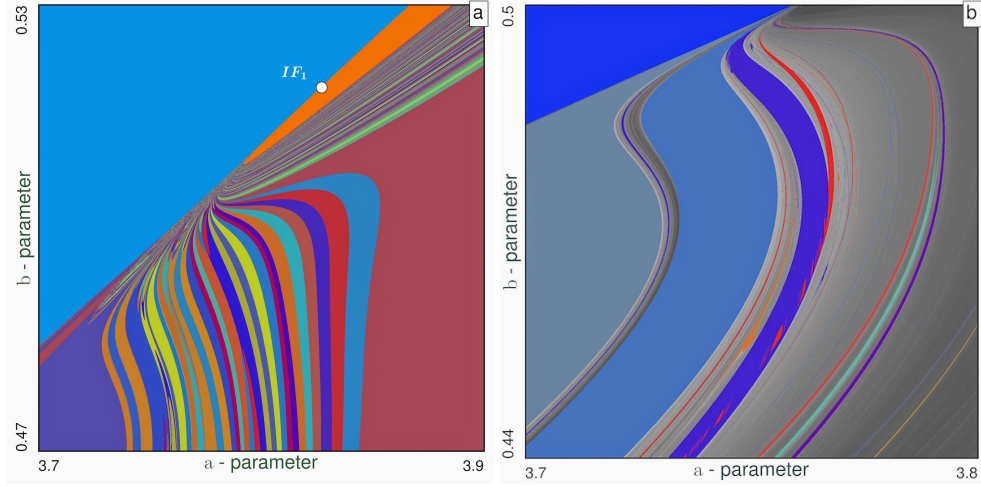 a
0.53
IF₁
b - parameter
0.47
3.7
a - parameter
3.9
b
0.5
b - parameter
0.44
3.7
a - parameter
3.8